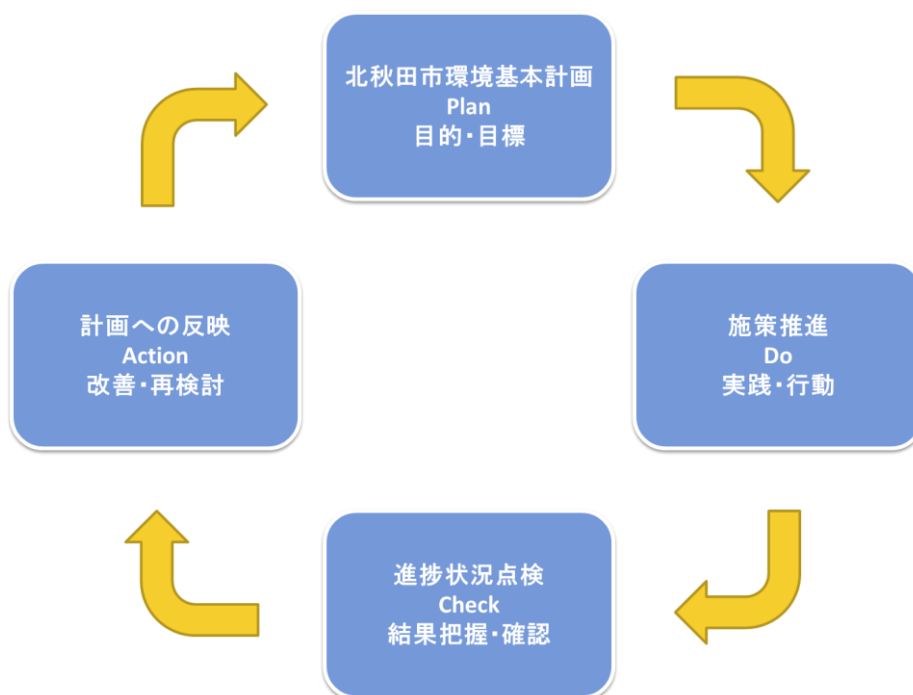 北秋田市環境基本計画
Plan
目的・目標
施策推進
Do
実践・行動
進捗状況点検
Check
結果把握・確認
計画への反映
Action
改善・再検討